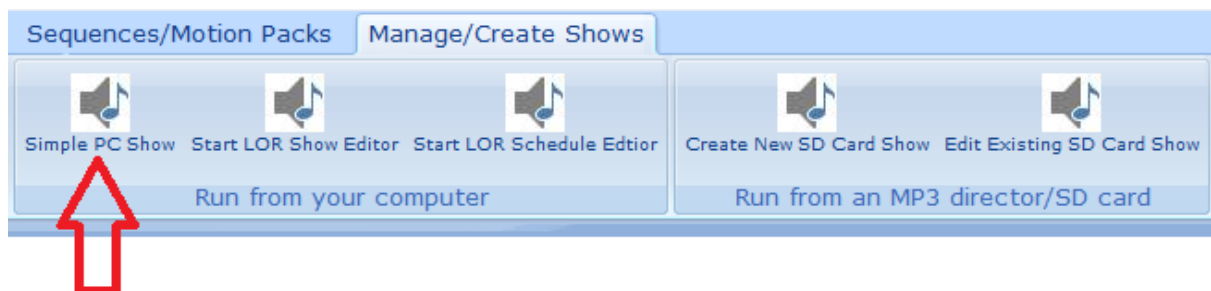 Sequences/Motion Packs Manage/Create Shows
Simple PC Show Start LOR Show Editor Start LOR Schedule Edtior Create New SD Card Show Edit Existing SD Card Show
Run from your computer Run from an MP3 director/SD card